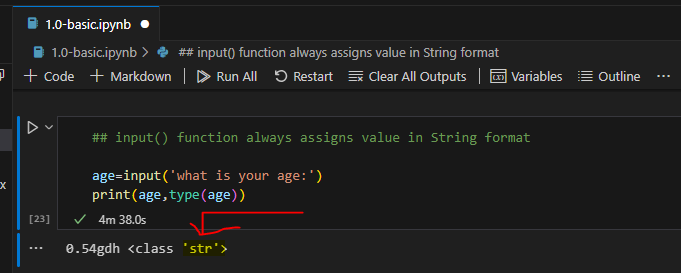 1.0-basic.ipynb
1.0-basic.ipynb > ## input() function always assigns value in String format
+ Code + Markdown | Run All Restart Clear All Outputs | Variables Outline ...
## input() function always assigns value in String format
age=input('what is your age:')
print(age,type(age))
[23] 4m 38.0s
... 0.54gdh <class 'str'>
x